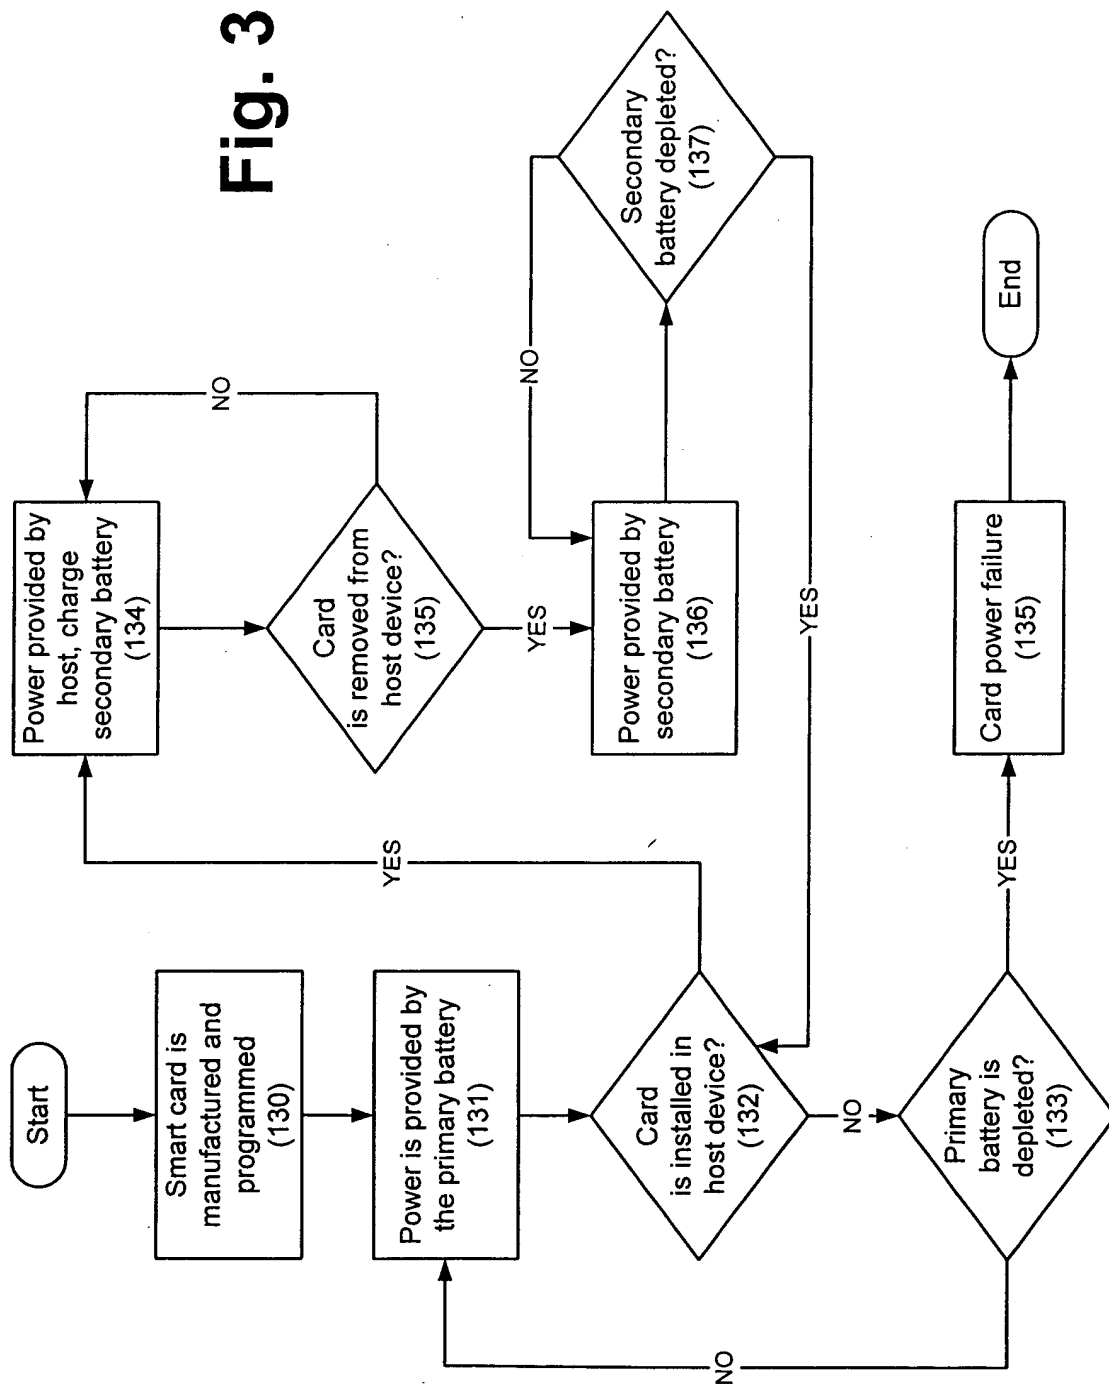 Fig. 3
Start
Smart card is
manufactured and
programmed
(130)
Power is provided by
the primary battery
(131)
Card
is installed in
host device?
(132)
YES
NO
Primary
battery is
depleted?
(133)
NO
YES
Card power failure
(135)
End
Power provided by
host, charge
secondary battery
(134)
Card
is removed from
host device?
(135)
NO
YES
Power provided by
secondary battery
(136)
Secondary
battery depleted?
(137)
NO
YES